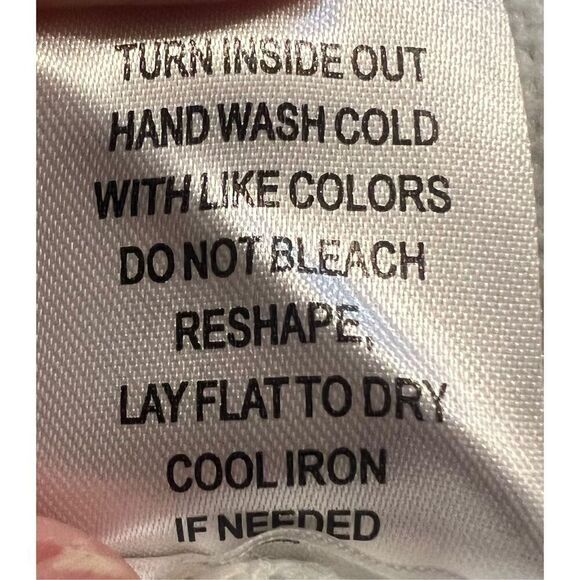 TURN INSIDE OUT
HAND WASH COLD
WITH LIKE COLORS
DO NOT BLEACH
RESHAPE,
LAY FLAT TO DRY
COOL IRON
IF NEEDED